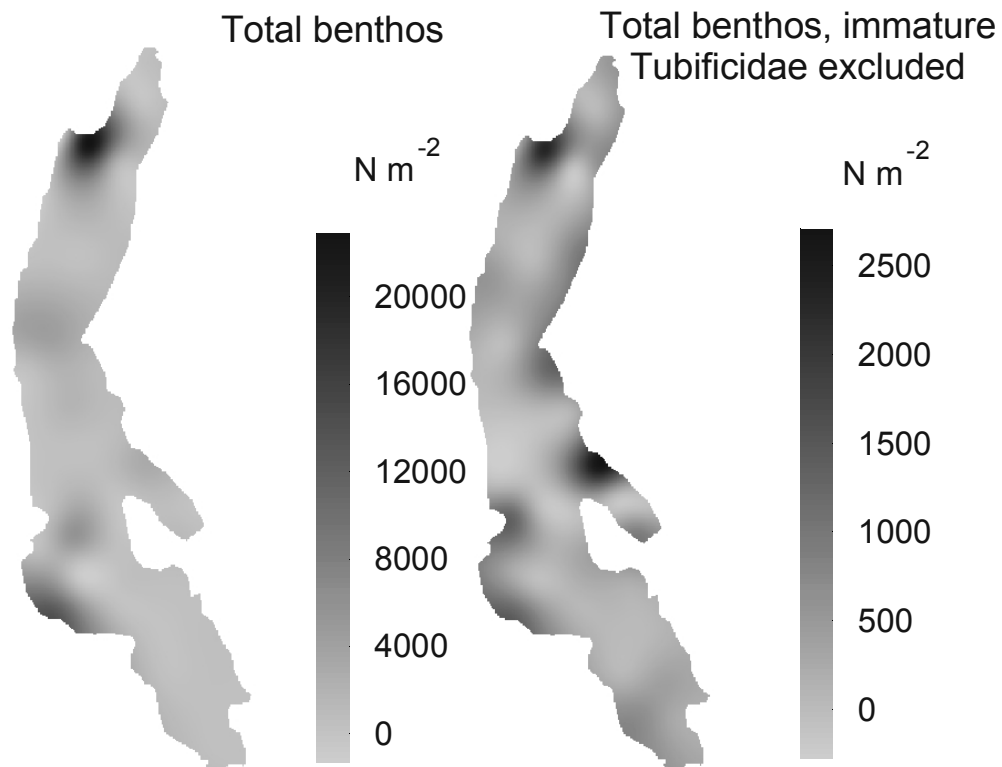 Total benthos
N m-2
20000
16000
12000
8000
4000
0
Total benthos, immature
Tubificidae excluded
N m-2
2500
2000
1500
1000
500
0